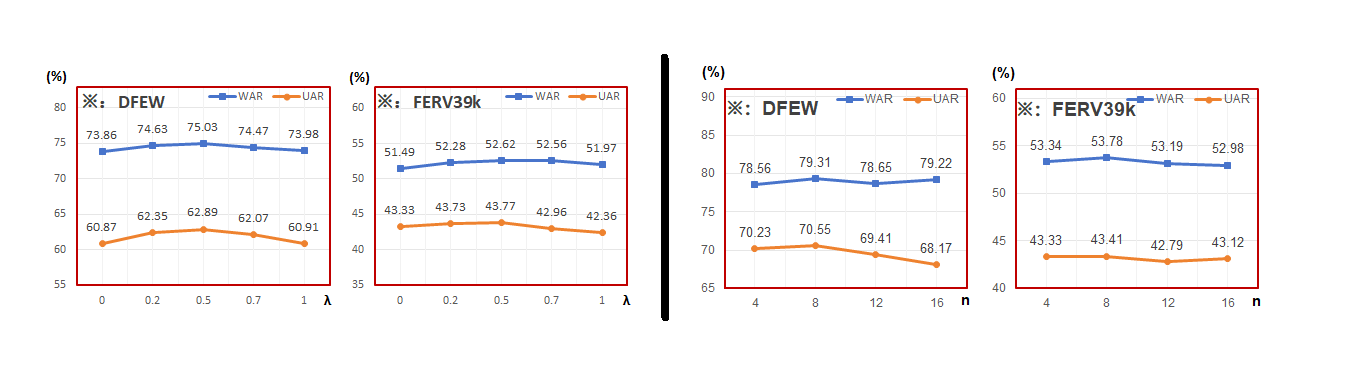 (%)
※: DFEW
WAR UAR
80
75
70
65
60
55
73.86 74.63 75.03 74.47 73.98
60.87 62.35 62.89 62.07 60.91
0 0.2 0.5 0.7 1 λ
(%)
※: FERV39k
WAR UAR
60
55
50
45
40
35
51.49 52.28 52.62 52.56 51.97
43.33 43.73 43.77 42.96 42.36
0 0.2 0.5 0.7 1 λ
(%)
※: DFEW
WAR UAR
90
85
80
75
70
65
78.56 79.31 78.65 79.22
70.23 70.55 69.41 68.17
4 8 12 16 n
(%)
※: FERV39k
WAR UAR
60
55
50
45
40
53.34 53.78 53.19 52.98
43.33 43.41 42.79 43.12
4 8 12 16 n